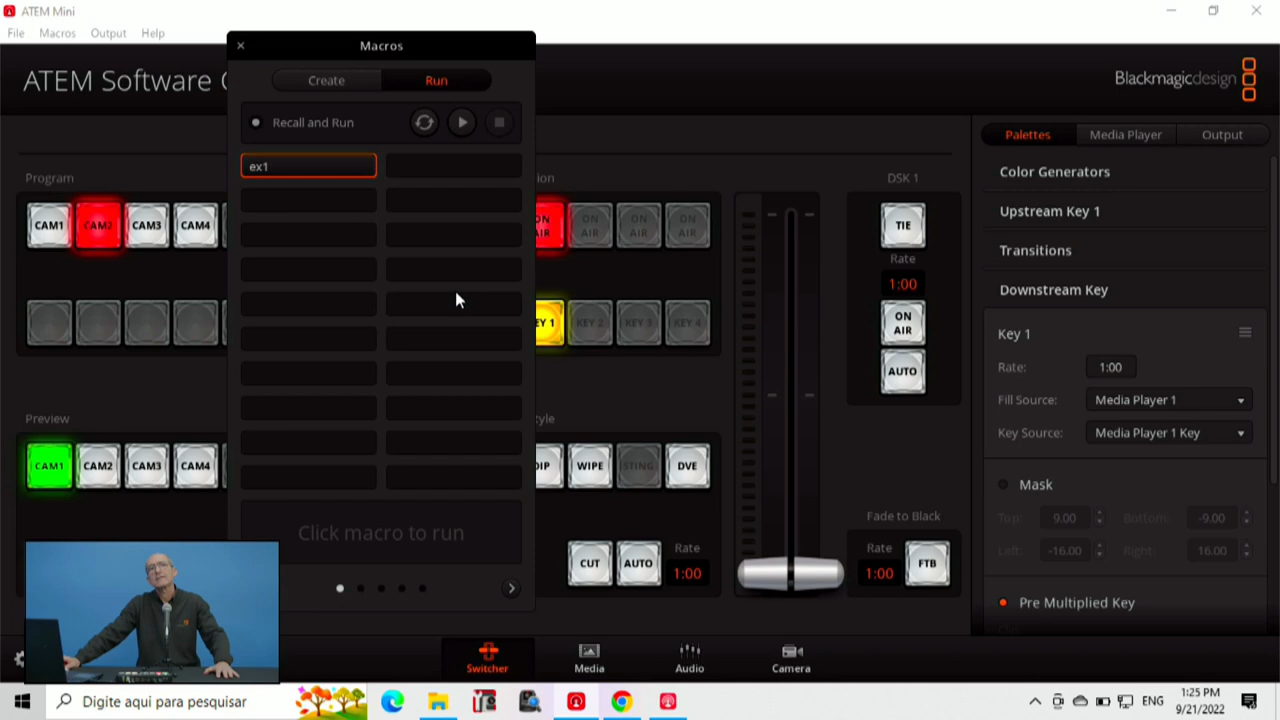 ATEM Mini
File Macros Output Help
ATEM Software
Blackmagicdesign
Macros
Create Run
Recall and Run
ex1
Click macro to run
Program
CAM1 CAM2 CAM3 CAM4
Preview
CAM1 CAM2 CAM3 CAM4
ON AIR
ON AIR
ON AIR
ON AIR
KEY 2 KEY 3 KEY 4
WIPE STING DVE
CUT AUTO
Rate
1:00
DSK 1
TIE
Rate
1:00
ON AIR
AUTO
Fade to Black
Rate
1:00
FTB
Palettes Media Player Output
Color Generators
Upstream Key 1
Transitions
Downstream Key
Key 1
Rate: 1:00
Fill Source: Media Player 1
Key Source: Media Player 1 Key
Mask
Top: 9.00 Bottom: -9.00
Left: -16.00 Right: 16.00
Pre Multiplied Key
Switcher Media Audio Camera
Digite aqui para pesquisar
ENG
1:25 PM
9/21/2022